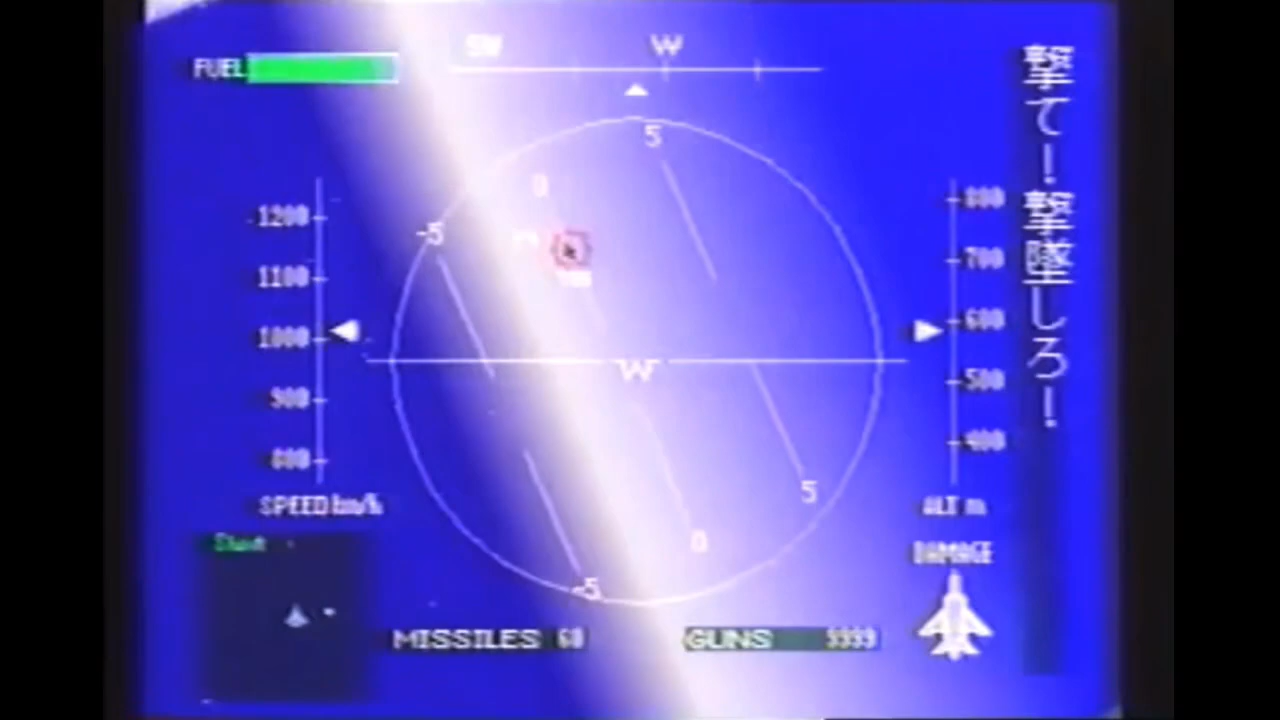 SW W
FUEL
5
0
-5
撃て！撃墜しろ！
1200
1100
1000
900
800
SPEED km/h
800
700
600
500
400
ALT m
W
5
0
-5
DAMAGE
MISSILES 60
GUNS 9999